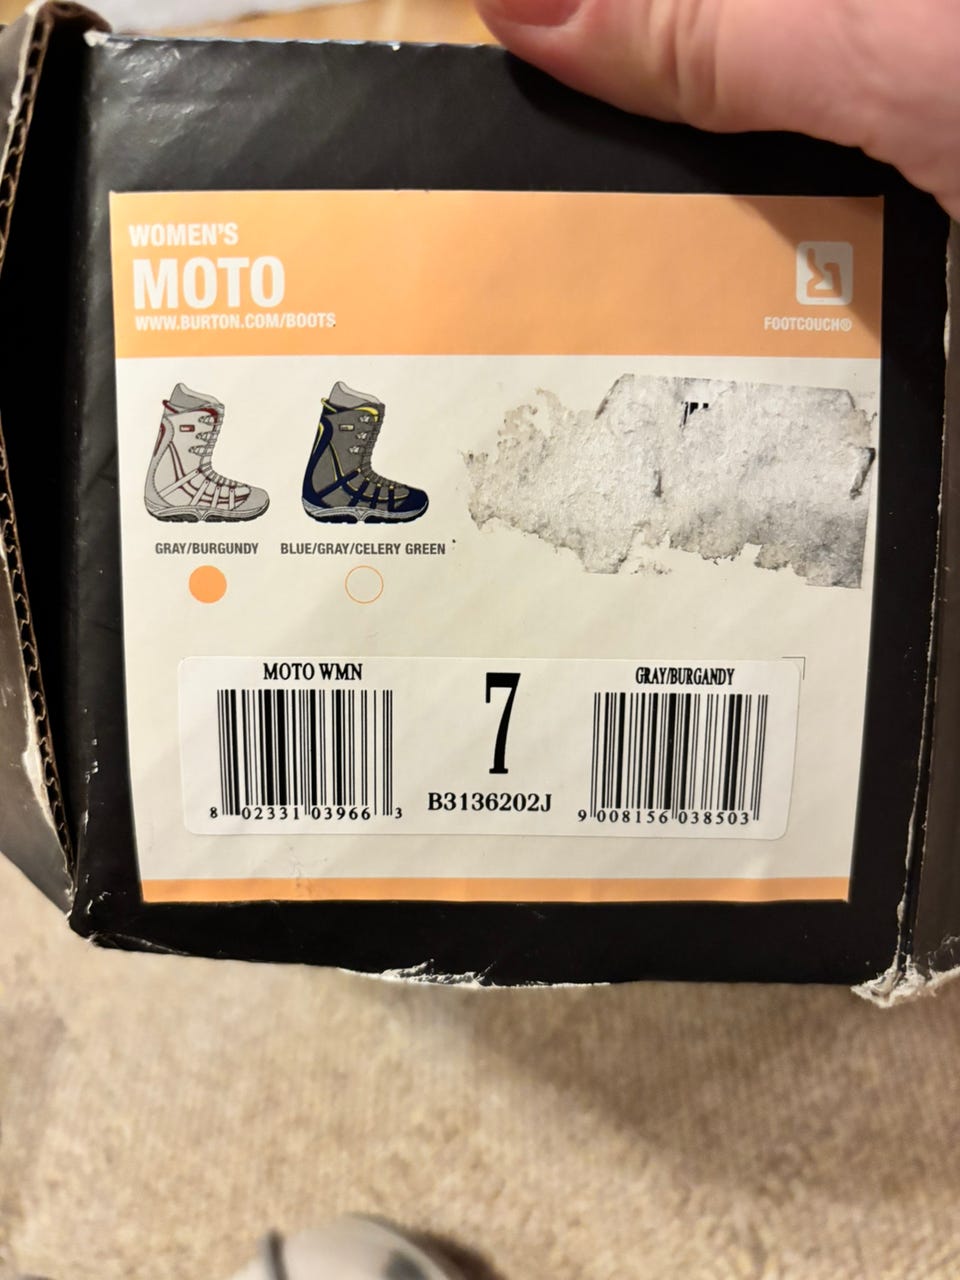 WOMEN'S
MOTO
WWW.BURTON.COM/BOOTS
FOOTCOUCH®
GRAY/BURGUNDY
BLUE/GRAY/CELERY GREEN
MOTO WMN
7
GRAY/BURGANDY
8 02331 03966 3
B3136202J
9 008156 038503